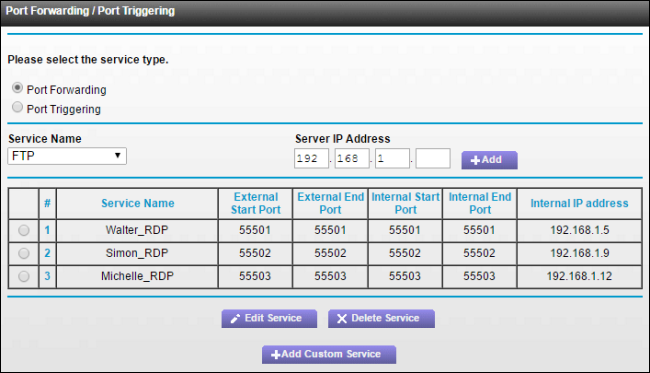 Port Forwarding / Port Triggering
Please select the service type.
Port Forwarding
Port Triggering
Service Name
Server IP Address
FTP
192 . 168 . 1 .
+Add
# Service Name External Start Port External End Port Internal Start Port Internal End Port Internal IP address
1 Walter_RDP 55501 55501 55501 55501 192.168.1.5
2 Simon_RDP 55502 55502 55502 55502 192.168.1.9
3 Michelle_RDP 55503 55503 55503 55503 192.168.1.12
Edit Service
Delete Service
+Add Custom Service